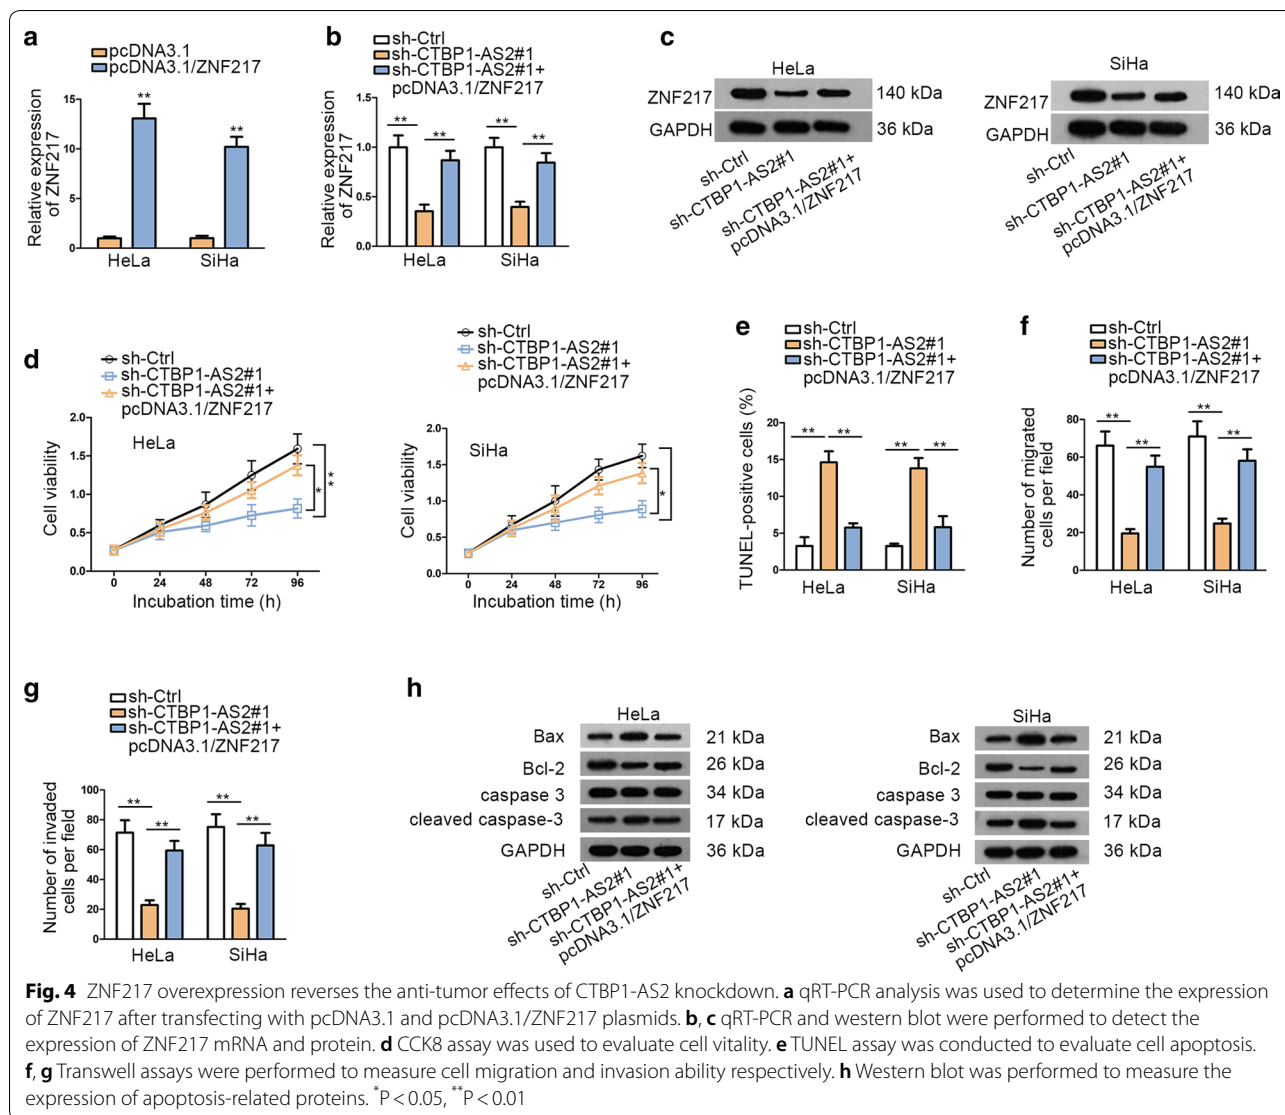 a
pcDNA3.1
pcDNA3.1/ZNF217
Relative expression
of ZNF217
15
10
5
0
**
**
HeLa
SiHa
b
sh-Ctrl
sh-CTBP1-AS2#1
sh-CTBP1-AS2#1+
pcDNA3.1/ZNF217
Relative expression
of ZNF217
1.5
1.0
0.5
0.0
**
**
**
**
HeLa
SiHa
c
HeLa
ZNF217
140 kDa
GAPDH
36 kDa
sh-Ctrl
sh-CTBP1-AS2#1
sh-CTBP1-AS2#1+
pcDNA3.1/ZNF217
SiHa
ZNF217
140 kDa
GAPDH
36 kDa
sh-Ctrl
sh-CTBP1-AS2#1
sh-CTBP1-AS2#1+
pcDNA3.1/ZNF217
d
sh-Ctrl
sh-CTBP1-AS2#1
sh-CTBP1-AS2#1+
pcDNA3.1/ZNF217
Cell viability
2.0
1.5
1.0
0.5
0.0
HeLa
*
**
0
24
48
72
96
Incubation time (h)
sh-Ctrl
sh-CTBP1-AS2#1
sh-CTBP1-AS2#1+
pcDNA3.1/ZNF217
Cell viability
2.0
1.5
1.0
0.5
0.0
SiHa
*
0
24
48
72
96
Incubation time (h)
e
sh-Ctrl
sh-CTBP1-AS2#1
sh-CTBP1-AS2#1+
pcDNA3.1/ZNF217
TUNEL-positive cells (%)
20
15
10
5
0
**
**
**
**
HeLa
SiHa
f
sh-Ctrl
sh-CTBP1-AS2#1
sh-CTBP1-AS2#1+
pcDNA3.1/ZNF217
Number of migrated
cells per field
80
60
40
20
0
**
**
**
**
HeLa
SiHa
g
sh-Ctrl
sh-CTBP1-AS2#1
sh-CTBP1-AS2#1+
pcDNA3.1/ZNF217
Number of invaded
cells per field
100
80
60
40
20
0
**
**
**
**
HeLa
SiHa
h
HeLa
Bax
21 kDa
Bcl-2
26 kDa
caspase 3
34 kDa
cleaved caspase-3
17 kDa
GAPDH
36 kDa
sh-Ctrl
sh-CTBP1-AS2#1
sh-CTBP1-AS2#1+
pcDNA3.1/ZNF217
SiHa
Bax
21 kDa
Bcl-2
26 kDa
caspase 3
34 kDa
cleaved caspase-3
17 kDa
GAPDH
36 kDa
sh-Ctrl
sh-CTBP1-AS2#1
sh-CTBP1-AS2#1+
pcDNA3.1/ZNF217
Fig. 4 ZNF217 overexpression reverses the anti-tumor effects of CTBP1-AS2 knockdown. a qRT-PCR analysis was used to determine the expression
of ZNF217 after transfecting with pcDNA3.1 and pcDNA3.1/ZNF217 plasmids. b, c qRT-PCR and western blot were performed to detect the
expression of ZNF217 mRNA and protein. d CCK8 assay was used to evaluate cell vitality. e TUNEL assay was conducted to evaluate cell apoptosis.
f, g Transwell assays were performed to measure cell migration and invasion ability respectively. h Western blot was performed to measure the
expression of apoptosis-related proteins. *P < 0.05, **P < 0.01